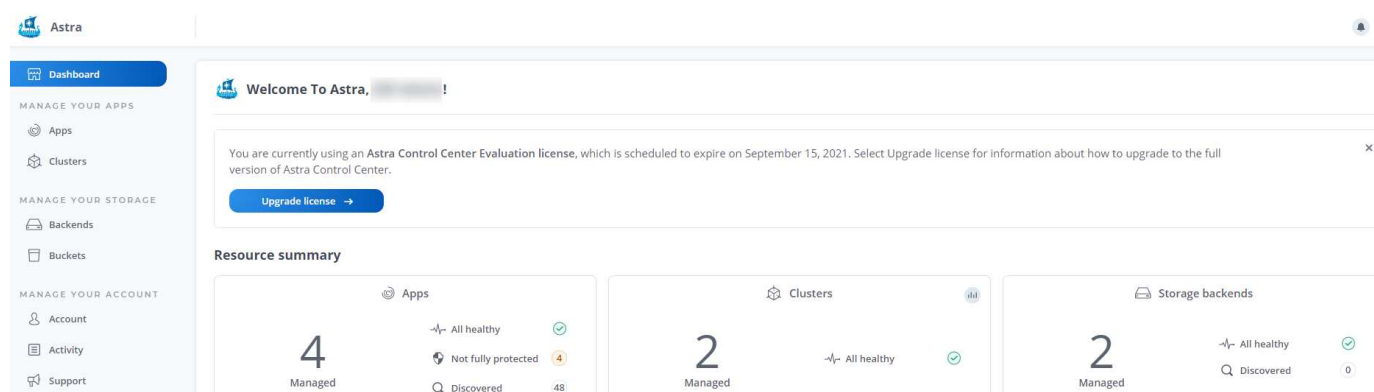 Astra
Dashboard
MANAGE YOUR APPS
Apps
Clusters
MANAGE YOUR STORAGE
Backends
Buckets
MANAGE YOUR ACCOUNT
Account
Activity
Support
Welcome To Astra, !
You are currently using an Astra Control Center Evaluation license, which is scheduled to expire on September 15, 2021. Select Upgrade license for information about how to upgrade to the full
version of Astra Control Center.
Upgrade license →
Resource summary
Apps
4
Managed
All healthy
Not fully protected 4
Discovered 48
Clusters
2
Managed
All healthy
Storage backends
2
Managed
All healthy
Discovered 0